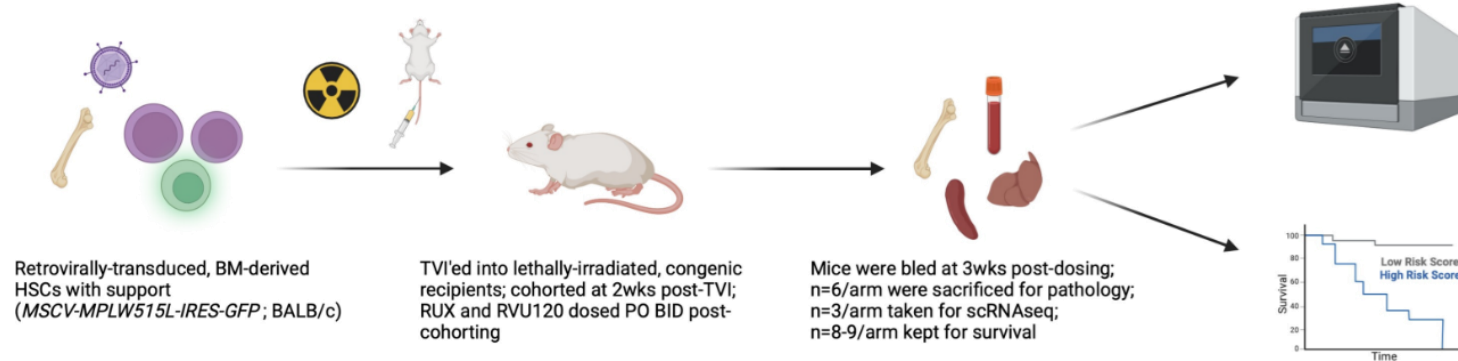 Retrovirally-transduced, BM-derived
HSCs with support
(MSCV-MPLW515L-IRES-GFP; BALB/c)
TVI'ed into lethally-irradiated, congenic
recipients; cohorted at 2wks post-TVI;
RUX and RVU120 dosed PO BID post-
cohorting
Mice were bled at 3wks post-dosing;
n=6/arm were sacrificed for pathology;
n=3/arm taken for scRNAseq;
n=8-9/arm kept for survival
100
80
60
40
20
0
Survival
Low Risk Score
High Risk Score
Time